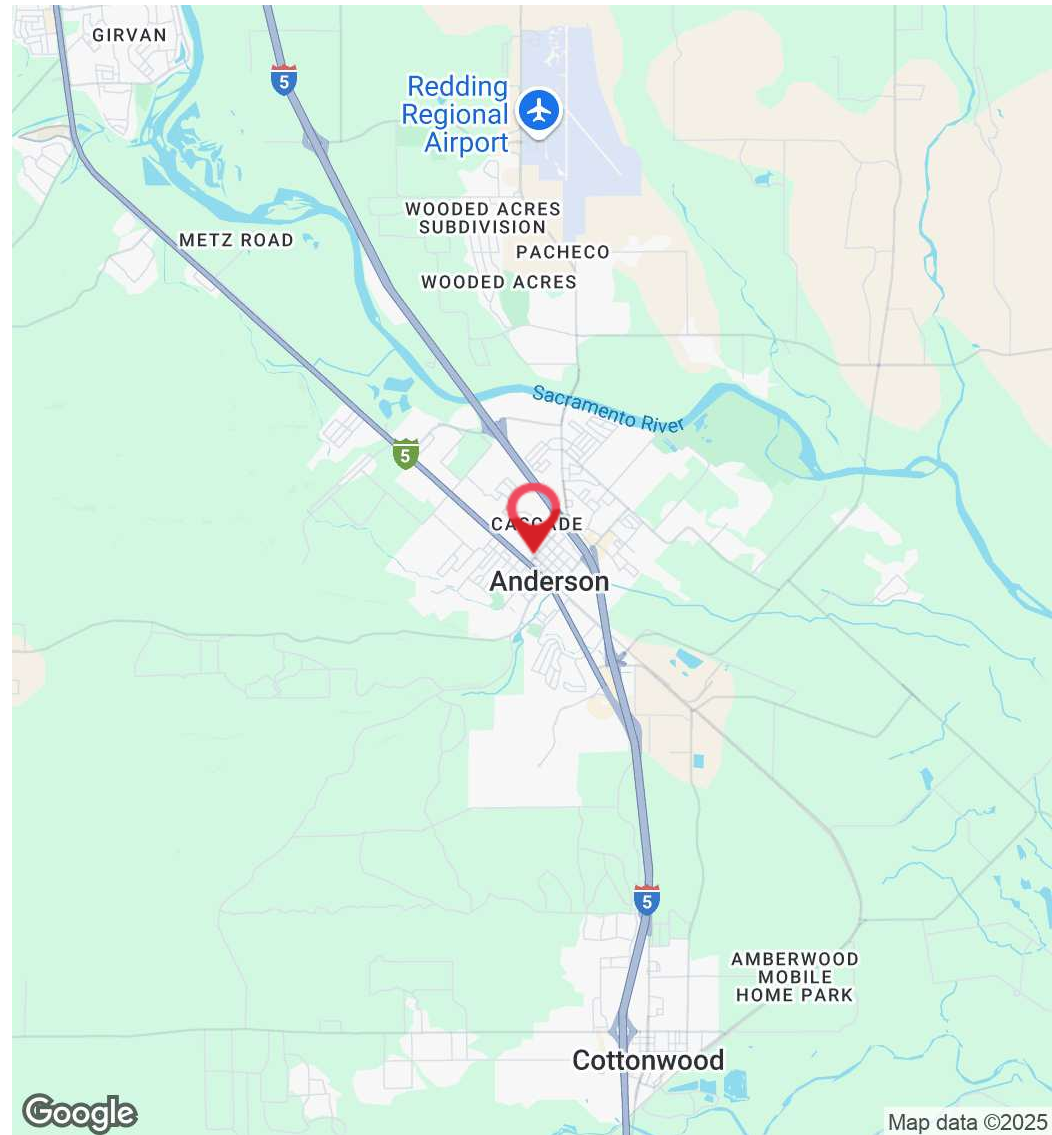 GIRVAN
5
Redding
Regional
Airport
WOODED ACRES
SUBDIVISION
METZ ROAD
PACHECO
WOODED ACRES
Sacramento River
5
CASCADE
Anderson
5
AMBERWOOD
MOBILE
HOME PARK
Cottonwood
Google
Map data ©2025